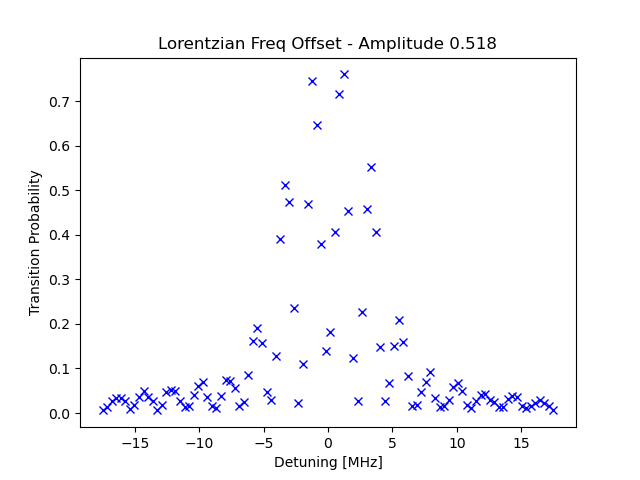 Lorentzian Freq Offset - Amplitude 0.518
Transition Probability
0.7
0.6
0.5
0.4
0.3
0.2
0.1
0.0
−15 −10 −5 0 5 10 15
Detuning [MHz]